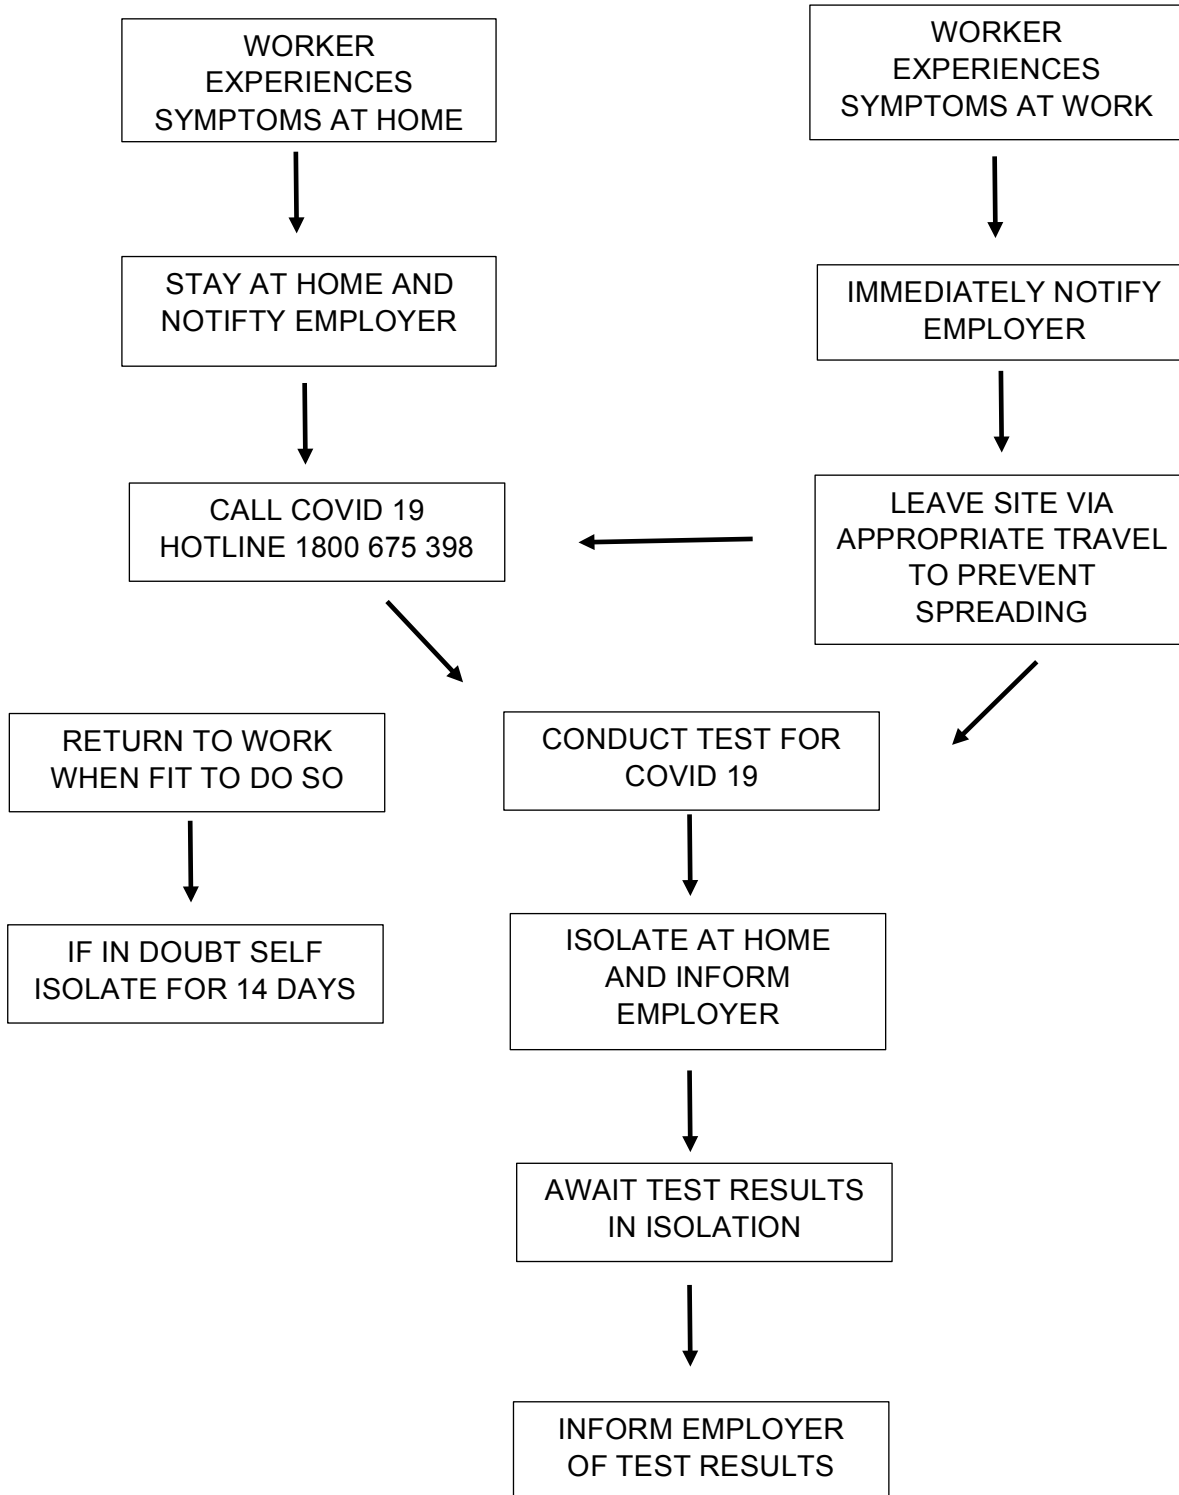 WORKER
EXPERIENCES
SYMPTOMS AT HOME
WORKER
EXPERIENCES
SYMPTOMS AT WORK
STAY AT HOME AND
NOTIFTY EMPLOYER
IMMEDIATELY NOTIFY
EMPLOYER
CALL COVID 19
HOTLINE 1800 675 398
LEAVE SITE VIA
APPROPRIATE TRAVEL
TO PREVENT
SPREADING
RETURN TO WORK
WHEN FIT TO DO SO
CONDUCT TEST FOR
COVID 19
IF IN DOUBT SELF
ISOLATE FOR 14 DAYS
ISOLATE AT HOME
AND INFORM
EMPLOYER
AWAIT TEST RESULTS
IN ISOLATION
INFORM EMPLOYER
OF TEST RESULTS